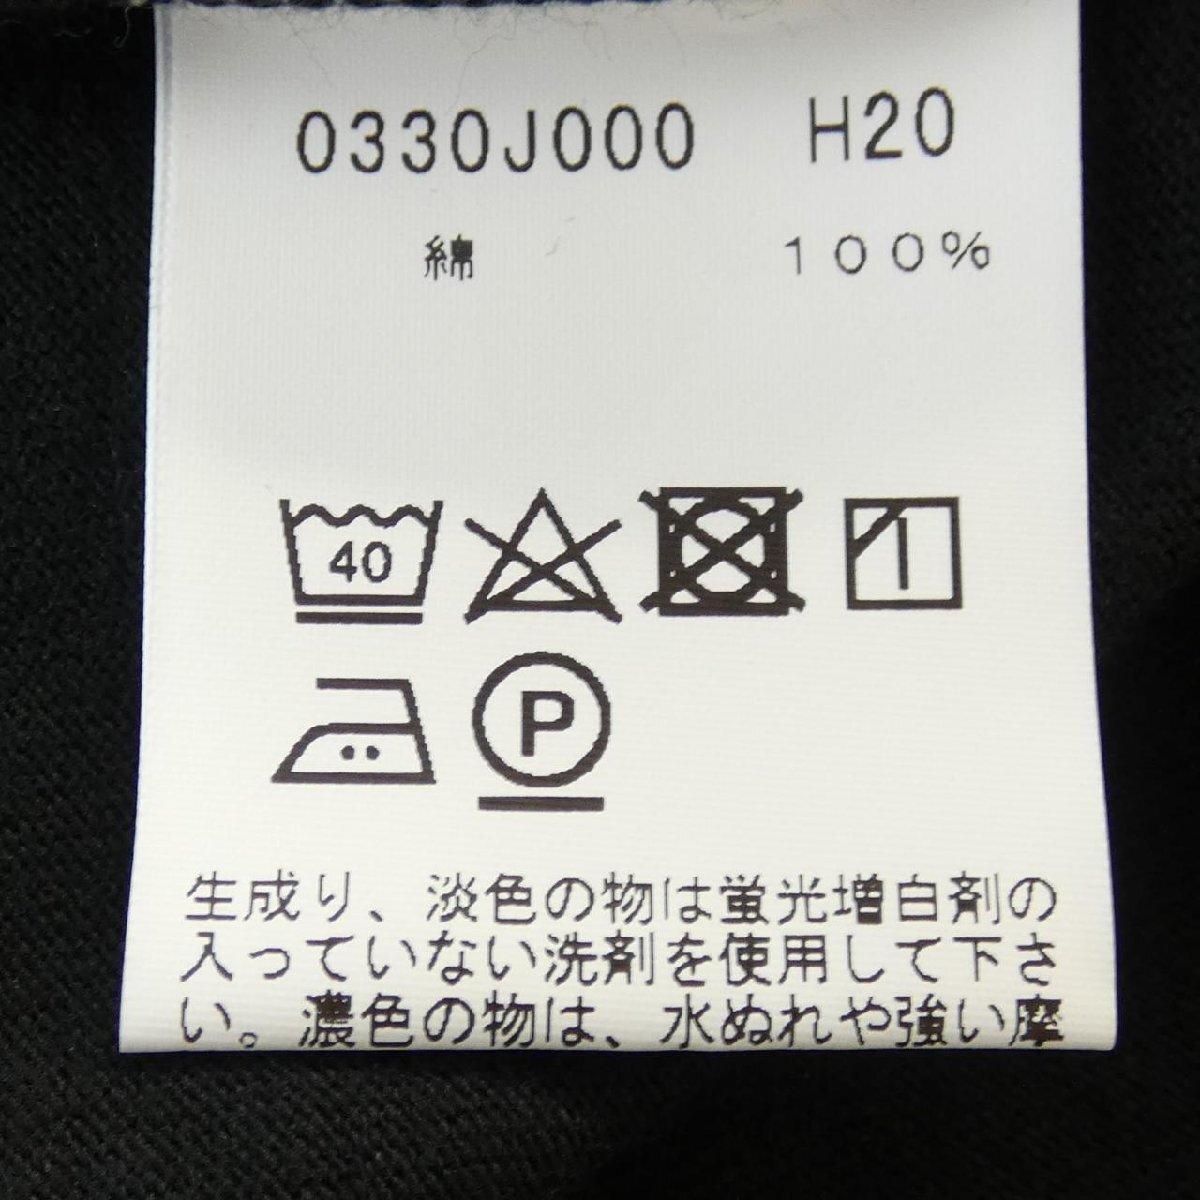 0330J000 H20
綿 100%
40
P
生成り、淡色の物は蛍光増白剤の
入っていない洗剤を使用して下さ
い。濃色の物は、水ぬれや強い摩